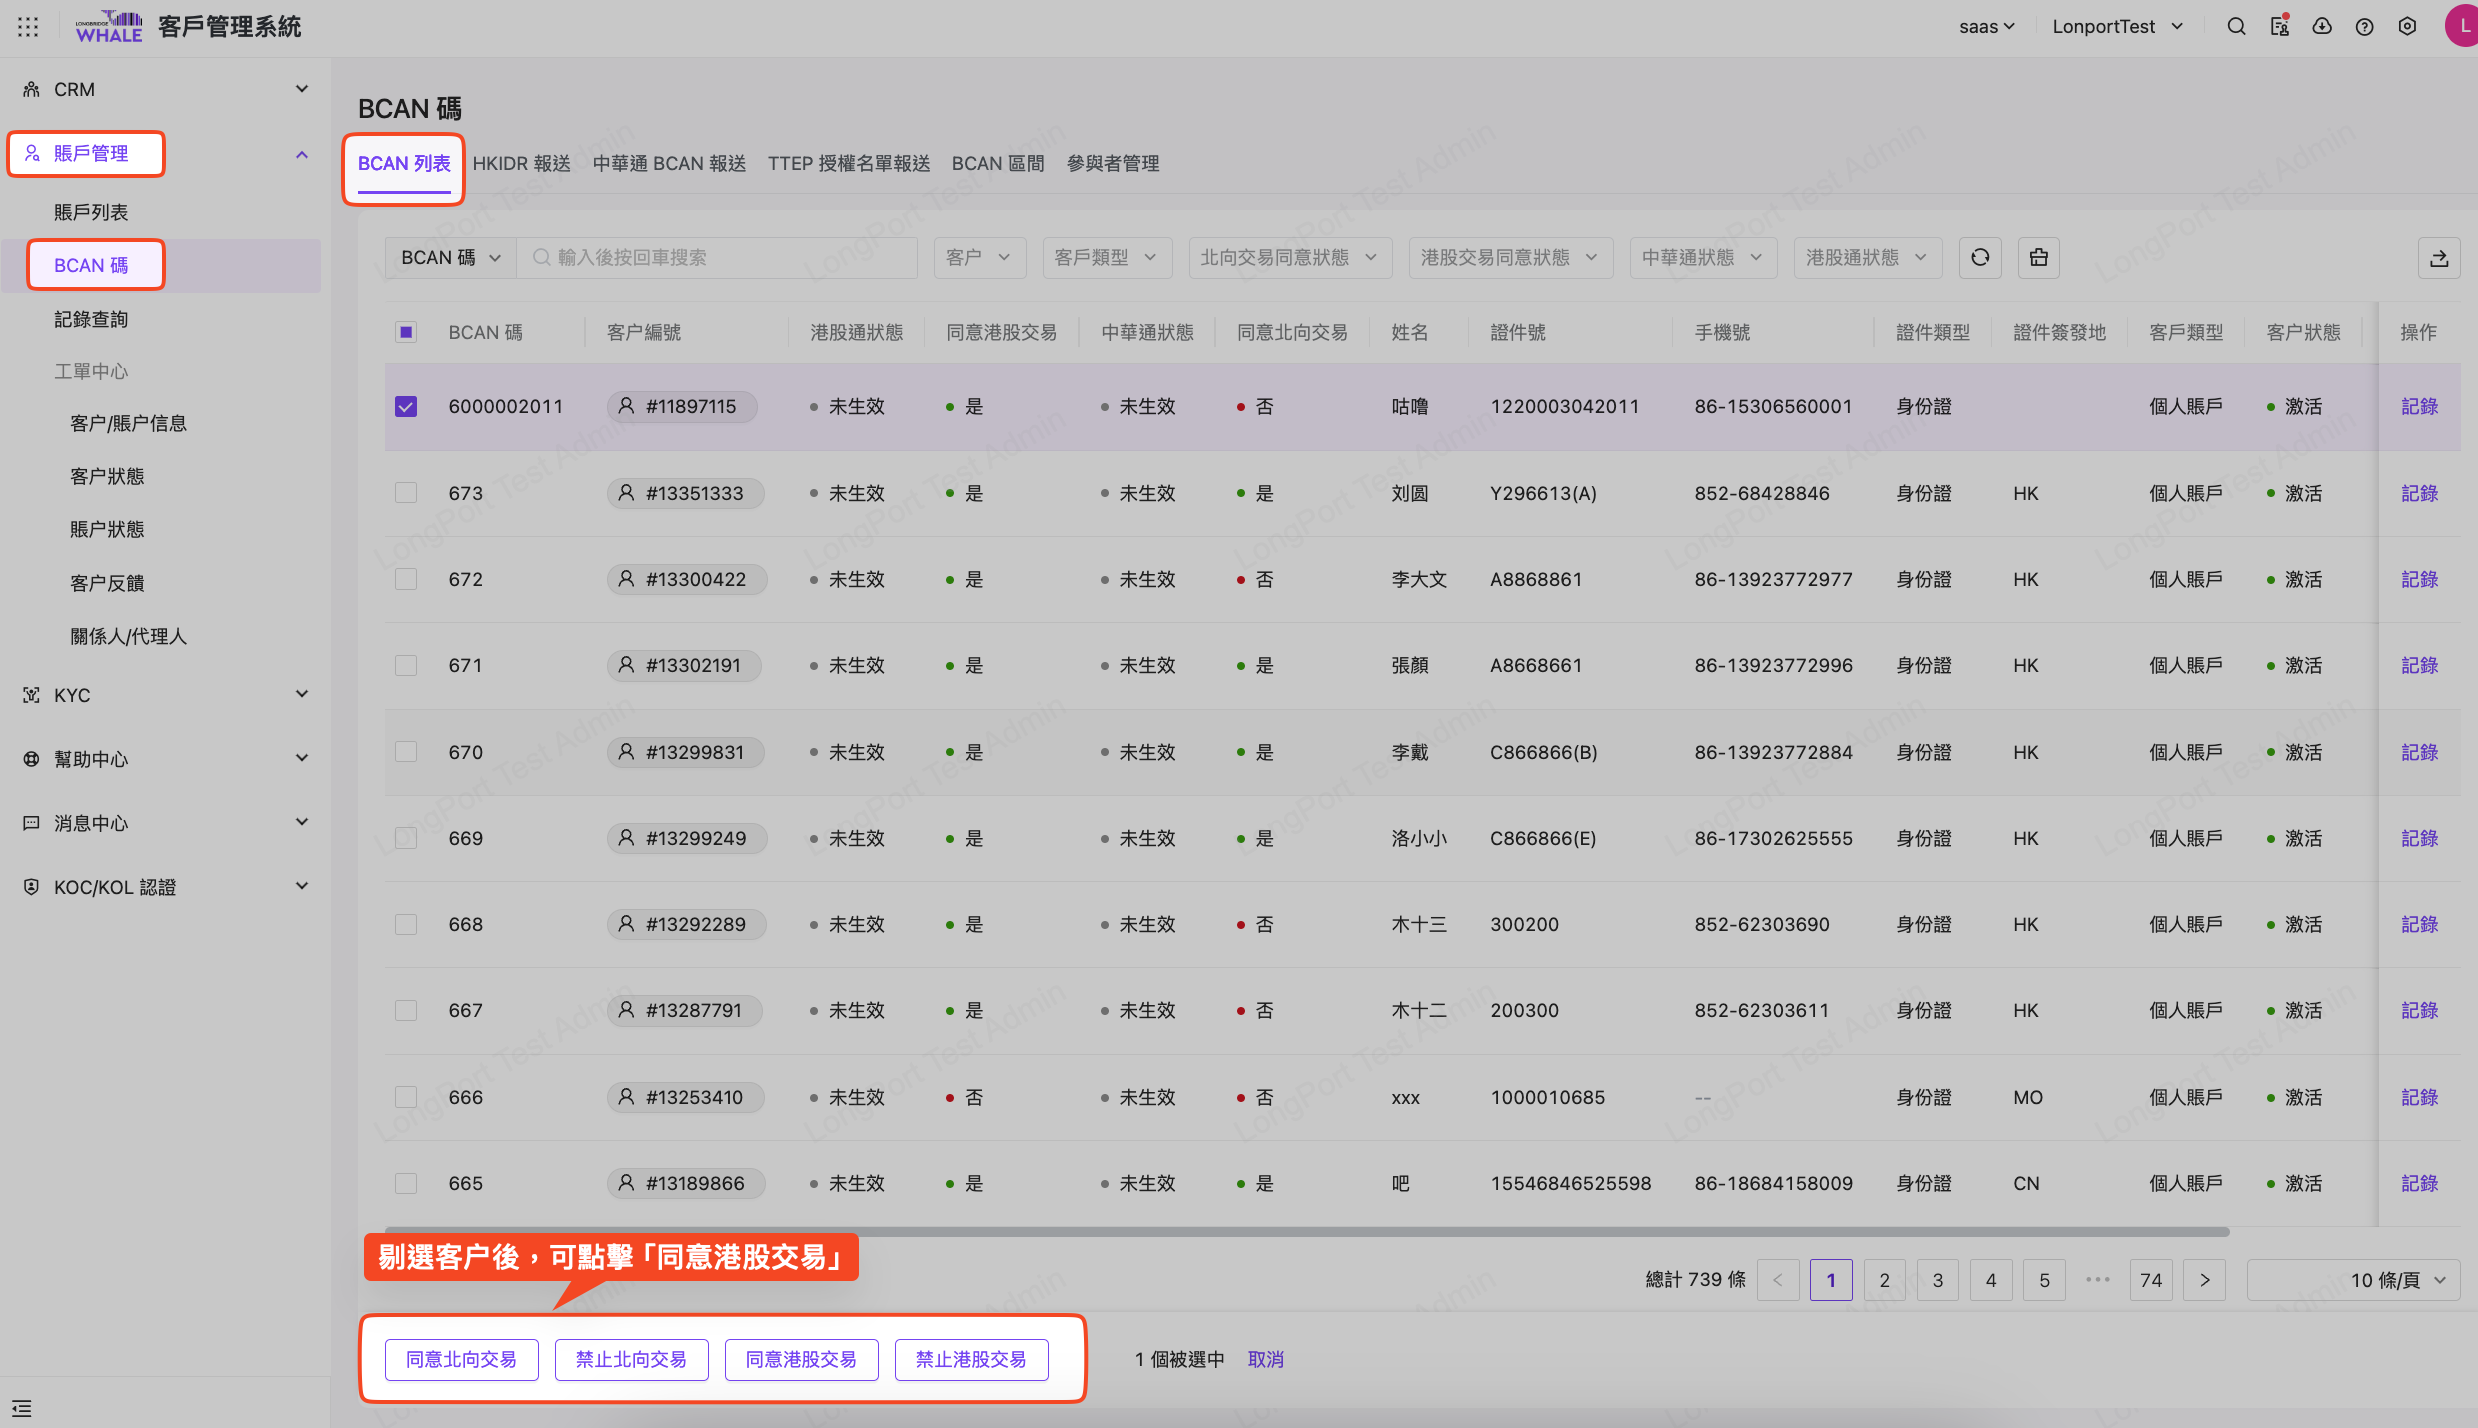 LONGBRIDGE WHALE 客戶管理系統 saas LonportTest L
CRM
賬戶管理
賬戶列表
BCAN 碼
記錄查詢
工單中心
客户/賬户信息
客户狀態
賬户狀態
客户反饋
關係人/代理人
KYC
幫助中心
消息中心
KOC/KOL 認證
BCAN 碼
BCAN 列表 HKIDR 報送 中華通 BCAN 報送 TTEP 授權名單報送 BCAN 區間 參與者管理
BCAN 碼 輸入後按回車搜索 客户 客戶類型 北向交易同意狀態 港股交易同意狀態 中華通狀態 港股通狀態
BCAN 碼 客户編號 港股通狀態 同意港股交易 中華通狀態 同意北向交易 姓名 證件號 手機號 證件類型 證件簽發地 客戶類型 客户狀態 操作
6000002011 #11897115 未生效 是 未生效 否 咕嚕 1220003042011 86-15306560001 身份證 個人賬戶 激活 記錄
673 #13351333 未生效 是 未生效 是 刘圆 Y296613(A) 852-68428846 身份證 HK 個人賬戶 激活 記錄
672 #13300422 未生效 是 未生效 否 李大文 A8868861 86-13923772977 身份證 HK 個人賬戶 激活 記錄
671 #13302191 未生效 是 未生效 是 張顏 A8668661 86-13923772996 身份證 HK 個人賬戶 激活 記錄
670 #13299831 未生效 是 未生效 是 李戴 C866866(B) 86-13923772884 身份證 HK 個人賬戶 激活 記錄
669 #13299249 未生效 是 未生效 是 洛小小 C866866(E) 86-17302625555 身份證 HK 個人賬戶 激活 記錄
668 #13292289 未生效 是 未生效 否 木十三 300200 852-62303690 身份證 HK 個人賬戶 激活 記錄
667 #13287791 未生效 是 未生效 否 木十二 200300 852-62303611 身份證 HK 個人賬戶 激活 記錄
666 #13253410 未生效 否 未生效 否 xxx 1000010685 -- 身份證 MO 個人賬戶 激活 記錄
665 #13189866 未生效 是 未生效 是 吧 15546846525598 86-18684158009 身份證 CN 個人賬戶 激活 記錄
剔選客户後，可點擊「同意港股交易」
總計 739 條 < 1 2 3 4 5 ••• 74 > 10 條/頁
同意北向交易 禁止北向交易 同意港股交易 禁止港股交易 1 個被選中 取消
LongPort Test Admin